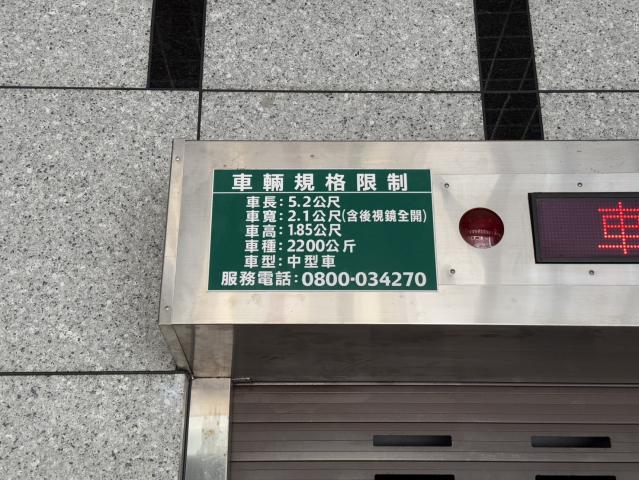 車輛規格限制
車長：5.2公尺
車寬：2.1公尺(含後視鏡全開)
車高：1.85公尺
車種：2200公斤
車型：中型車
服務電話：0800-034270
車